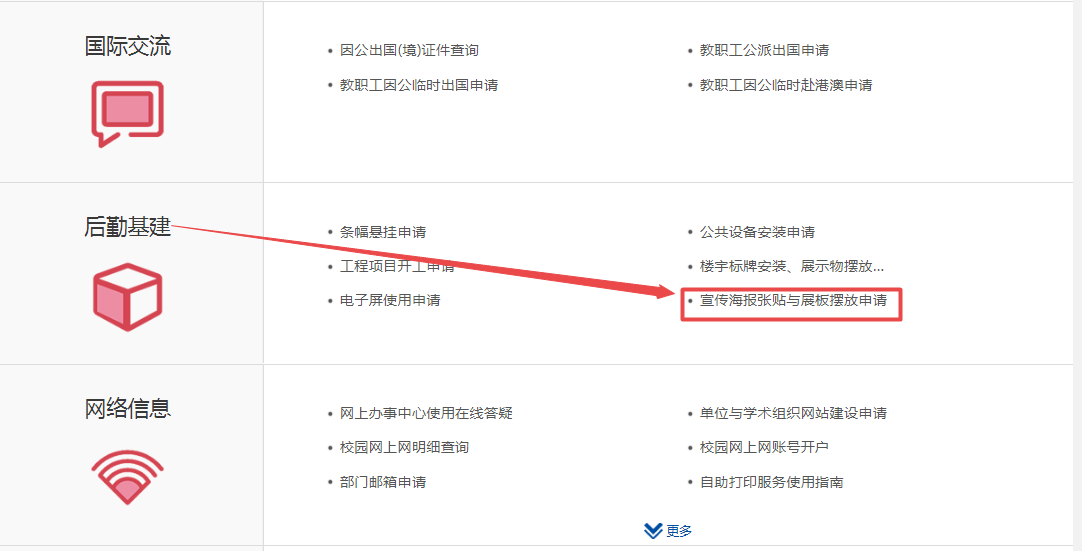 国际交流
因公出国(境)证件查询
教职工公派出国申请
教职工因公临时出国申请
教职工因公临时赴港澳申请
后勤基建
条幅悬挂申请
公共设备安装申请
工程项目开工申请
楼宇标牌安装、展示物摆放...
电子屏使用申请
宣传海报张贴与展板摆放申请
网络信息
网上办事中心使用在线答疑
单位与学术组织网站建设申请
校园网上网明细查询
校园网上网账号开户
部门邮箱申请
自助打印服务使用指南
更多